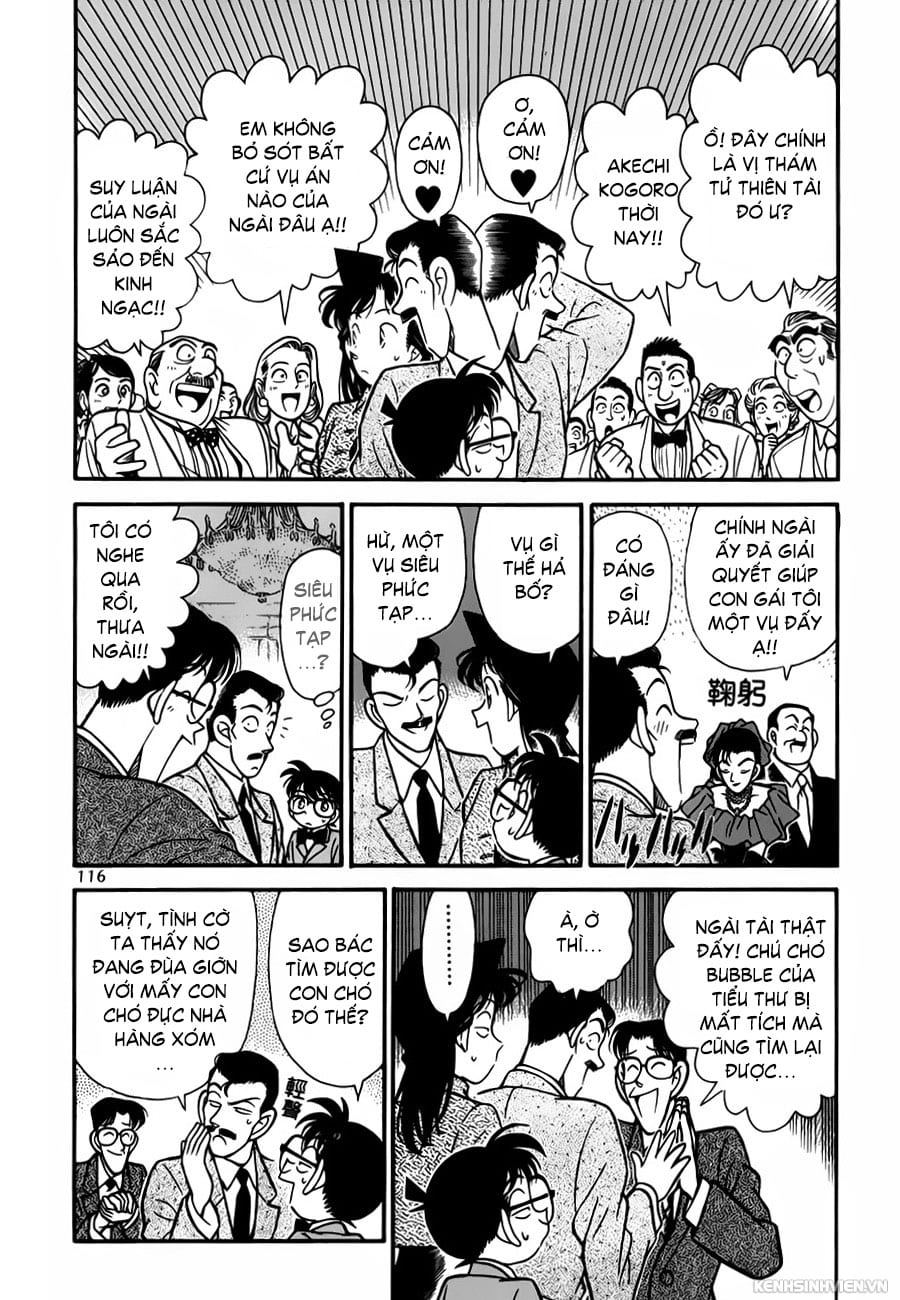 Ồ! ĐÂY CHÍNH
LÀ VỊ THÁM
TỬ THIÊN TÀI
ĐÓ Ư?
AKECHI
KOGORO
THỜI
NAY!!
Ơ,
CẢM
ƠN!
♥
CẢM
ƠN!
♥
EM KHÔNG
BỎ SÓT BẤT
CỨ VỤ ÁN
NÀO CỦA
NGÀI ĐÂU Ạ!!
SUY LUẬN
CỦA NGÀI
LUÔN SẮC
SẢO ĐẾN
KINH
NGẠC!!
CHÍNH NGÀI
ẤY ĐÃ GIẢI
QUYẾT GIÚP
CON GÁI TÔI
MỘT VỤ ĐẤY
Ạ!!
CÓ
ĐÁNG
GÌ
ĐÂU!
鞠躬
VỤ GÌ
THẾ HẢ
BỐ?
HỪ, MỘT
VỤ SIÊU
PHỨC
TẠP...
SIÊU
PHỨC
TẠP
...?
TÔI CÓ
NGHE
QUA
RỒI,
THƯA
NGÀI!!
116
NGÀI TÀI THẬT
ĐẤY! CHÚ CHÓ
BUBBLE CỦA
TIỂU THƯ BỊ
MẤT TÍCH MÀ
CŨNG TÌM LẠI
ĐƯỢC...
À, Ờ
THÌ...
.........
SAO BÁC
TÌM ĐƯỢC
CON CHÓ
ĐÓ THẾ?
SUỴT, TÌNH CỜ
TA THẤY NÓ
ĐANG ĐÙA GIỠN
VỚI MẤY CON
CHÓ ĐỰC NHÀ
HÀNG XÓM
...
輕聲
KENHSINHVIEN.VN